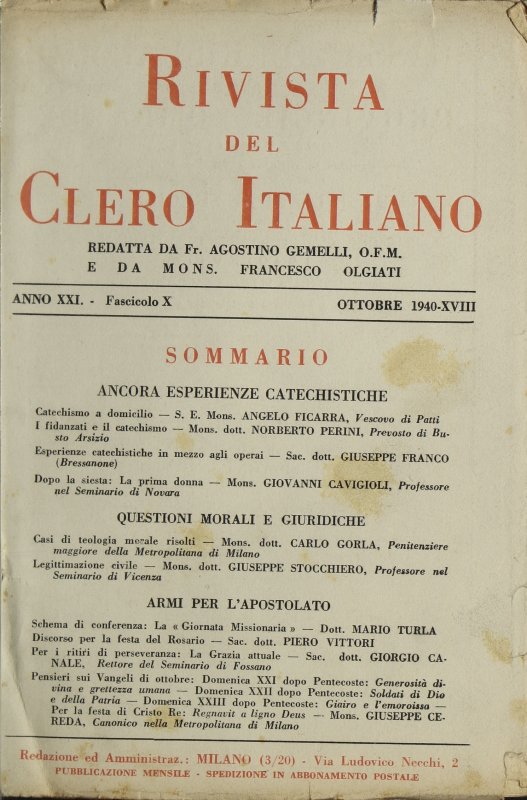 RIVISTA
DEL
CLERO ITALIANO
REDATTA DA Fr. AGOSTINO GEMELLI, O.F.M.
E DA MONS. FRANCESCO OLGIATI
ANNO XXI. - Fascicolo X OTTOBRE 1940-XVIII
SOMMARIO
ANCORA ESPERIENZE CATECHISTICHE
Catechismo a domicilio — S. E. Mons. ANGELO FICARRA, Vescovo di Patti
I fidanzati e il catechismo — Mons. dott. NORBERTO PERINI, Prevosto di Bu-
sto Arsizio
Esperienze catechistiche in mezzo agli operai — Sac. dott. GIUSEPPE FRANCO
(Bressanone)
Dopo la siesta: La prima donna — Mons. GIOVANNI CAVIGIOLI, Professore
nel Seminario di Novara
QUESTIONI MORALI E GIURIDICHE
Casi di teologia morale risolti — Mons. dott. CARLO GORLA, Penitenziere
maggiore della Metropolitana di Milano
Legittimazione civile — Mons. dott. GIUSEPPE STOCCHIERO, Professore nel
Seminario di Vicenza
ARMI PER L'APOSTOLATO
Schema di conferenza: La « Giornata Missionaria » — Dott. MARIO TURLA
Discorso per la festa del Rosario — Sac. dott. PIERO VITTORI
Per i ritiri di perseveranza: La Grazia attuale — Sac. dott. GIORGIO CA-
NALE, Rettore del Seminario di Fossano
Pensieri sui Vangeli di ottobre: Domenica XXI dopo Pentecoste: Generosità di-
vina e grettezza umana — Domenica XXII dopo Pentecoste: Soldati di Dio
e della Patria — Domenica XXIII dopo Pentecoste: Giairo e l'emoroissa —
Per la festa di Cristo Re: Regnavit a ligno Deus — Mons. GIUSEPPE CE-
REDA, Canonico nella Metropolitana di Milano
Redazione ed Amministraz.: MILANO (3/20) - Via Ludovico Necchi, 2
PUBBLICAZIONE MENSILE - SPEDIZIONE IN ABBONAMENTO POSTALE